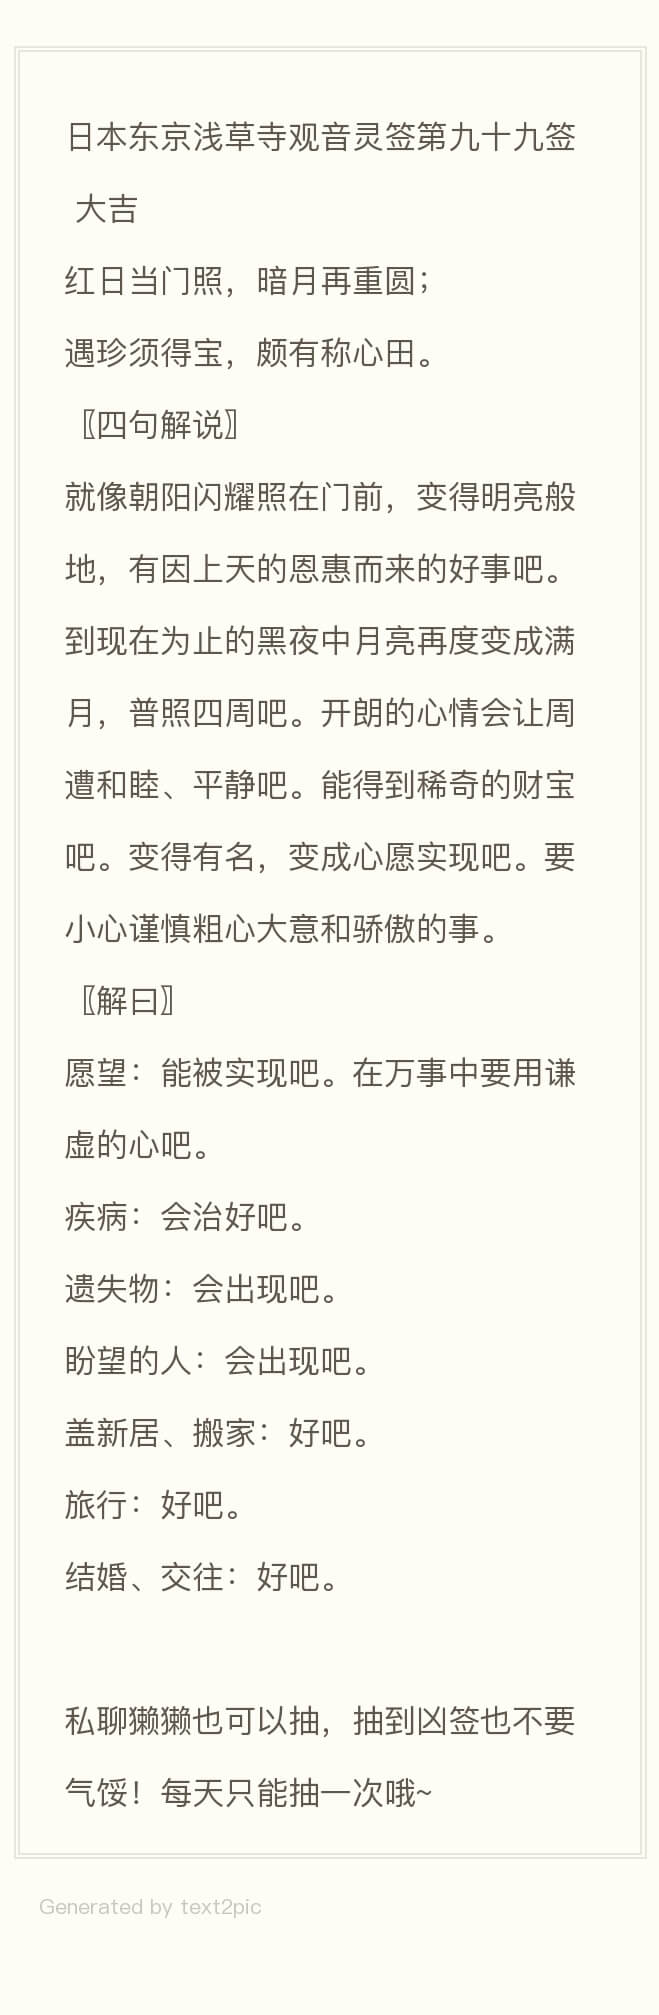 日本东京浅草寺观音灵签第九十九签
大吉
红日当门照，暗月再重圆；
遇珍须得宝，颇有称心田。
〖四句解说〗
就像朝阳闪耀照在门前，变得明亮般
地，有因上天的恩惠而来的好事吧。
到现在为止的黑夜中月亮再度变成满
月，普照四周吧。开朗的心情会让周
遭和睦、平静吧。能得到稀奇的财宝
吧。变得有名，变成心愿实现吧。要
小心谨慎粗心大意和骄傲的事。
〖解曰〗
愿望：能被实现吧。在万事中要用谦
虚的心吧。
疾病：会治好吧。
遗失物：会出现吧。
盼望的人：会出现吧。
盖新居、搬家：好吧。
旅行：好吧。
结婚、交往：好吧。
私聊獭獭也可以抽，抽到凶签也不要
气馁！每天只能抽一次哦~
Generated by text2pic